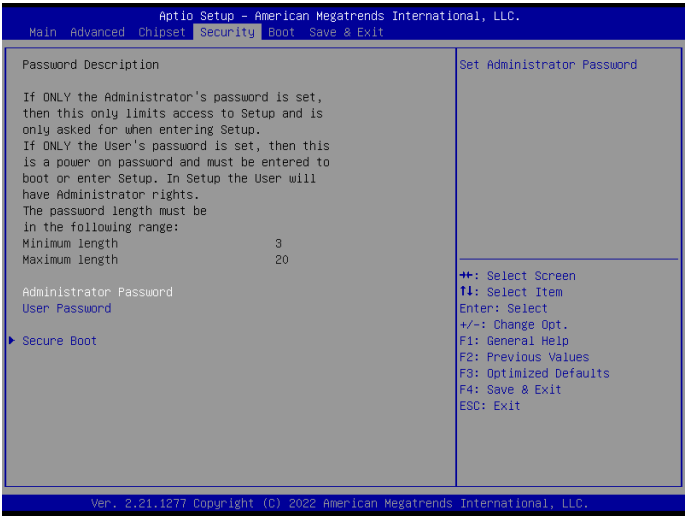 Aptio Setup – American Megatrends International, LLC.
Main Advanced Chipset Security Boot Save & Exit
Password Description
If ONLY the Administrator's password is set,
then this only limits access to Setup and is
only asked for when entering Setup.
If ONLY the User's password is set, then this
is a power on password and must be entered to
boot or enter Setup. In Setup the User will
have Administrator rights.
The password length must be
in the following range:
Minimum length 3
Maximum length 20
Administrator Password
User Password
Secure Boot
Set Administrator Password
→←: Select Screen
↑↓: Select Item
Enter: Select
+/-: Change Opt.
F1: General Help
F2: Previous Values
F3: Optimized Defaults
F4: Save & Exit
ESC: Exit
Ver. 2.21.1277 Copyright (C) 2022 American Megatrends International, LLC.